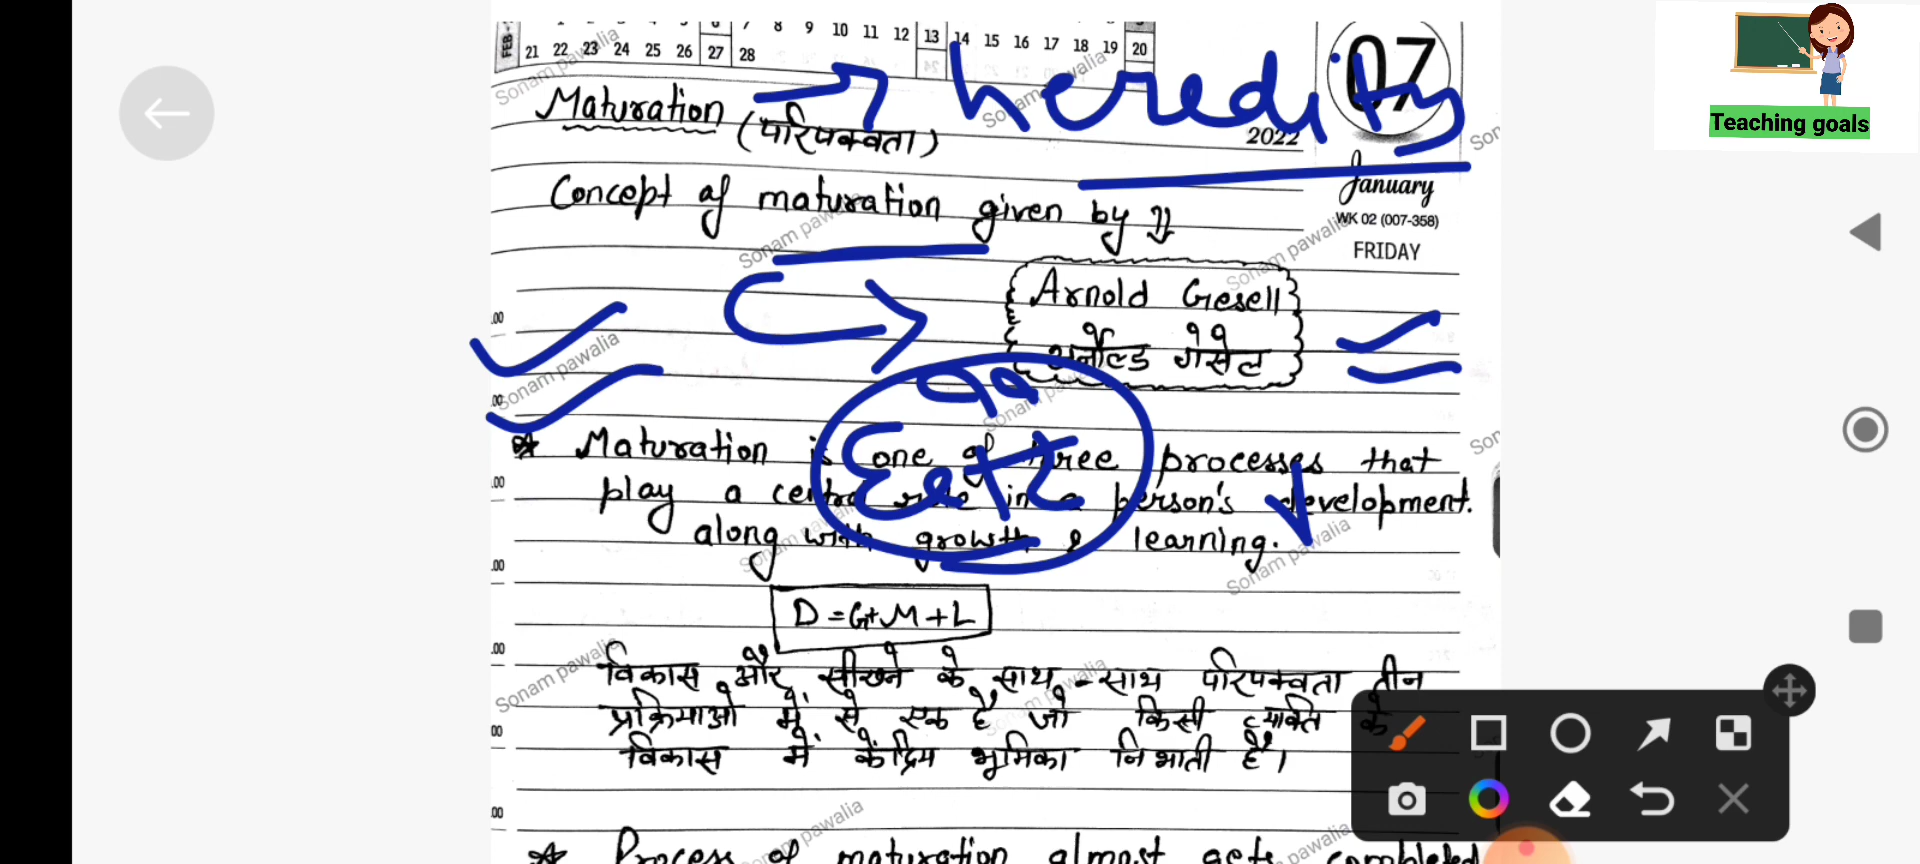 FEB
8 9 10 11 12 13 14 15 16 17 18 19 20
21 22 23 24 25 26 27 28
07
2022
January
WK 02 (007-358)
FRIDAY
Teaching goals
heredity
Maturation (परिपक्वता)
Concept of maturation given by
Arnold Gesell
अर्नाल्ड गेसेल
Maturation is one of three processes that
play a central role in a person's development.
along with growth & learning.
D = G+M+L
विकास और सीखने के साथ-साथ परिपक्वता तीन
प्रक्रियाओं में से एक है जो किसी व्यक्ति के
विकास में केंद्रिय भूमिका निभाती है।
Process of maturation almost gets completed
Sonam pawalia